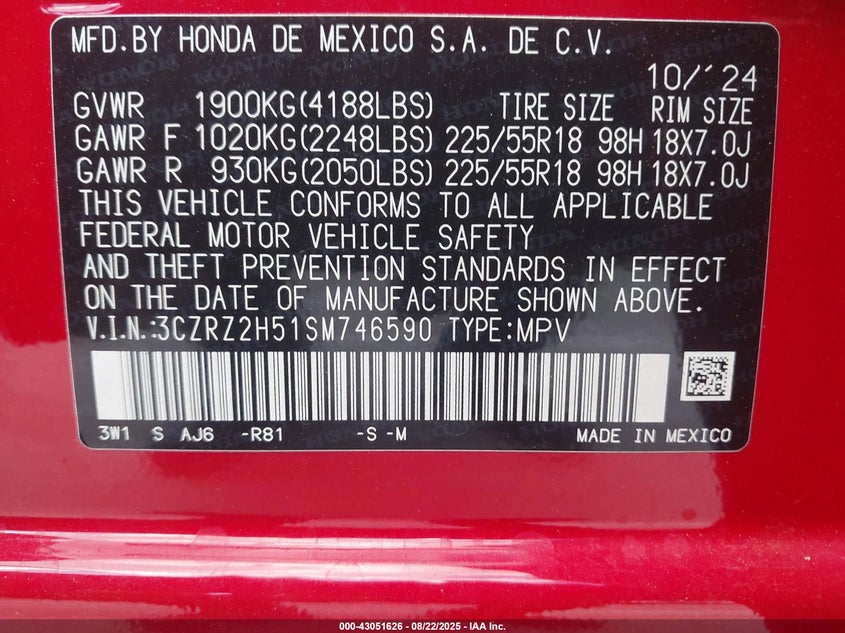 MFD.BY HONDA DE MEXICO S.A. DE C.V.
10/'24
GVWR 1900KG(4188LBS) TIRE SIZE RIM SIZE
GAWR F 1020KG(2248LBS) 225/55R18 98H 18X7.0J
GAWR R 930KG(2050LBS) 225/55R18 98H 18X7.0J
THIS VEHICLE CONFORMS TO ALL APPLICABLE
FEDERAL MOTOR VEHICLE SAFETY
AND THEFT PREVENTION STANDARDS IN EFFECT
ON THE DATE OF MANUFACTURE SHOWN ABOVE.
V.I.N.:3CZRZ2H51SM746590 TYPE:MPV
3W1 S AJ6 -R81 -S -M MADE IN MEXICO
000-43051626 - 08/22/2025 - IAA Inc.